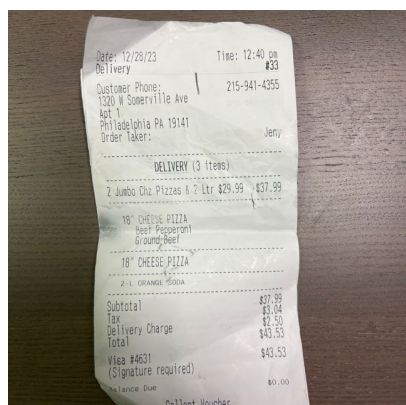 Date: 12/28/23 Time: 12:40 pm
Delivery #33
Customer Phone: 215-941-4355
1320 W Somerville Ave
Apt 1
Philadelphia PA 19141
Order Taker: Jeny
DELIVERY (3 items)
2 Jumbo Chz Pizzas & 2 Ltr $29.99 $37.99
18" CHEESE PIZZA
Beef Pepperoni
Ground Beef
18" CHEESE PIZZA
2-L ORANGE SODA
Subtotal $37.99
Tax $3.04
Delivery Charge $2.50
Total $43.53
Visa #4631 $43.53
(Signature required)
Balance Due $0.00
Voucher